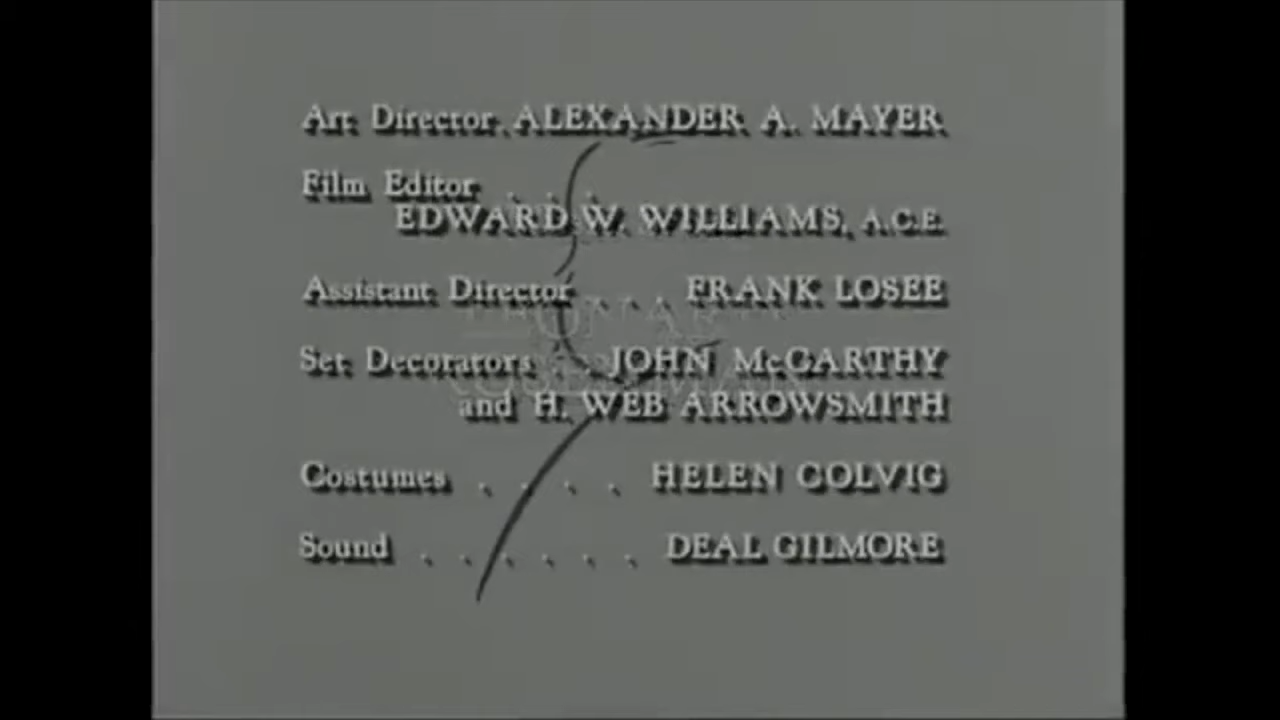 Art Director . ALEXANDER A. MAYER
Film Editor . . .
EDWARD W. WILLIAMS, A.C.E.
Assistant Director . . FRANK LOSEE
Set Decorators . JOHN McCARTHY
and H. WEB ARROWSMITH
Costumes . . . . HELEN COLVIG
Sound . . . . . . DEAL GILMORE